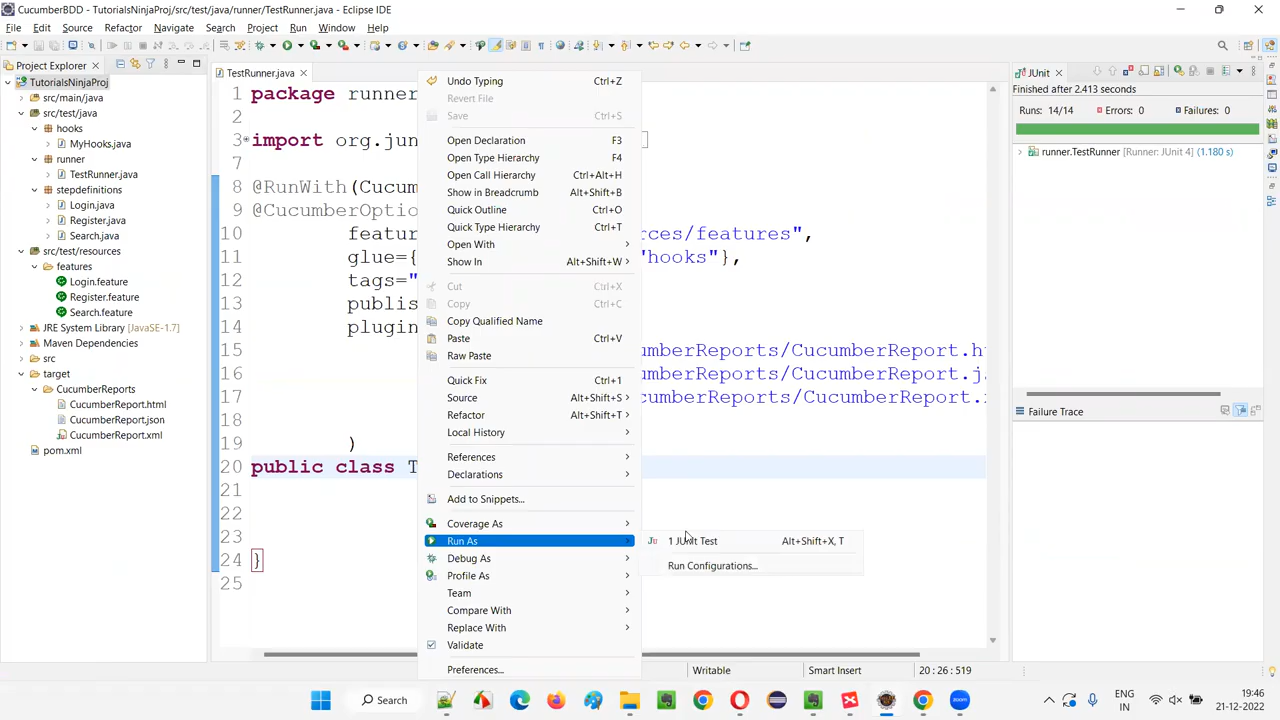 CucumberBDD - TutorialsNinjaProj/src/test/java/runner/TestRunner.java - Eclipse IDE
File Edit Source Refactor Navigate Search Project Run Window Help
Project Explorer
TutorialsNinjaProj
src/main/java
src/test/java
hooks
MyHooks.java
runner
TestRunner.java
stepdefinitions
Login.java
Register.java
Search.java
src/test/resources
features
Login.feature
Register.feature
Search.feature
JRE System Library [JavaSE-1.7]
Maven Dependencies
src
target
CucumberReports
CucumberReport.html
CucumberReport.json
CucumberReport.xml
pom.xml
TestRunner.java
1 package runner
2
3 import org.jun
7
8 @RunWith(Cucum
9 @CucumberOptio
10 featur rces/features",
11 glue={ "hooks"},
12 tags="
13 publis
14 plugin
15 umberReports/CucumberReport.h
16 umberReports/CucumberReport.j
17 cumberReports/CucumberReport.
18
19 )
20 public class T
21
22
23
24 }
25
Undo Typing Ctrl+Z
Revert File
Save Ctrl+S
Open Declaration F3
Open Type Hierarchy F4
Open Call Hierarchy Ctrl+Alt+H
Show in Breadcrumb Alt+Shift+B
Quick Outline Ctrl+O
Quick Type Hierarchy Ctrl+T
Open With
Show In Alt+Shift+W
Cut Ctrl+X
Copy Ctrl+C
Copy Qualified Name
Paste Ctrl+V
Raw Paste
Quick Fix Ctrl+1
Source Alt+Shift+S
Refactor Alt+Shift+T
Local History
References
Declarations
Add to Snippets...
Coverage As
Run As
Debug As
Profile As
Team
Compare With
Replace With
Validate
Preferences...
1 JUnit Test Alt+Shift+X, T
Run Configurations...
JUnit
Finished after 2.413 seconds
Runs: 14/14 Errors: 0 Failures: 0
runner.TestRunner [Runner: JUnit 4] (1.180 s)
Failure Trace
Writable Smart Insert 20 : 26 : 519
Search
ENG
IN
19:46
21-12-2022